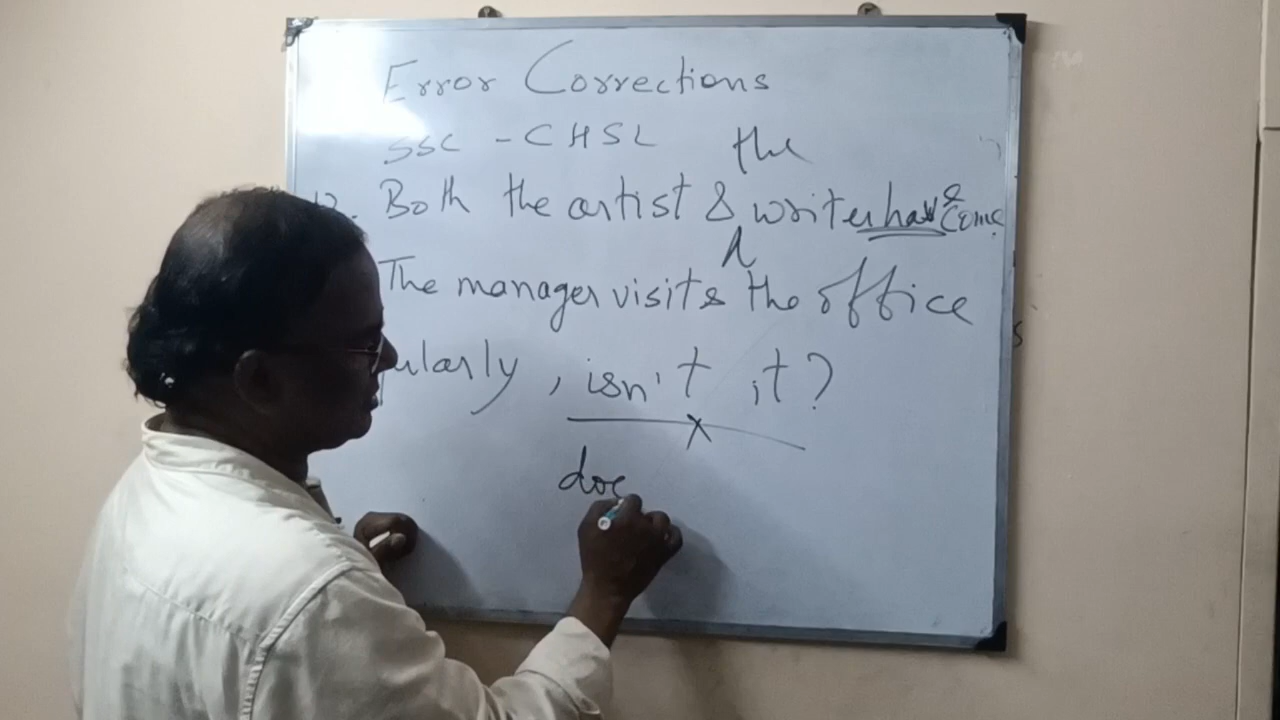 Error Corrections
SSC - CHSL
the
Both the artist & writer have come
The manager visits the office
ularly, isn't it?
doe